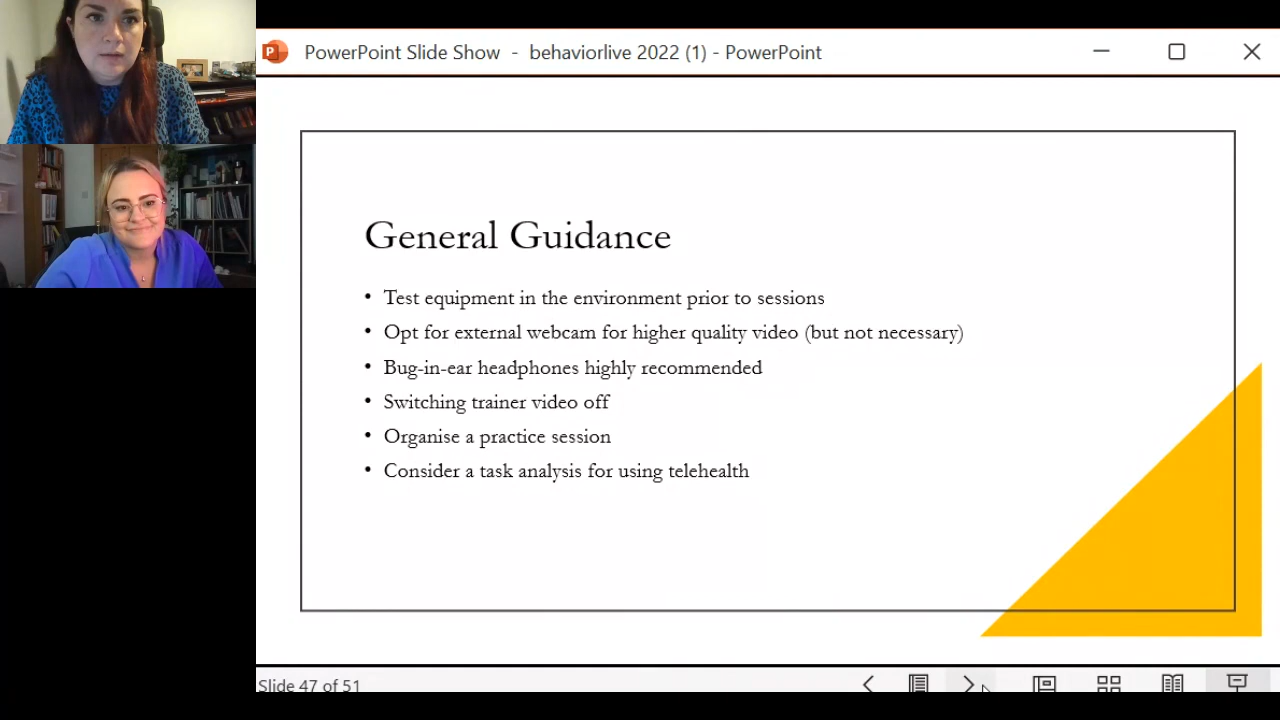 PowerPoint Slide Show - behaviorlive 2022 (1) - PowerPoint
General Guidance
• Test equipment in the environment prior to sessions
• Opt for external webcam for higher quality video (but not necessary)
• Bug-in-ear headphones highly recommended
• Switching trainer video off
• Organise a practice session
• Consider a task analysis for using telehealth
Slide 47 of 51